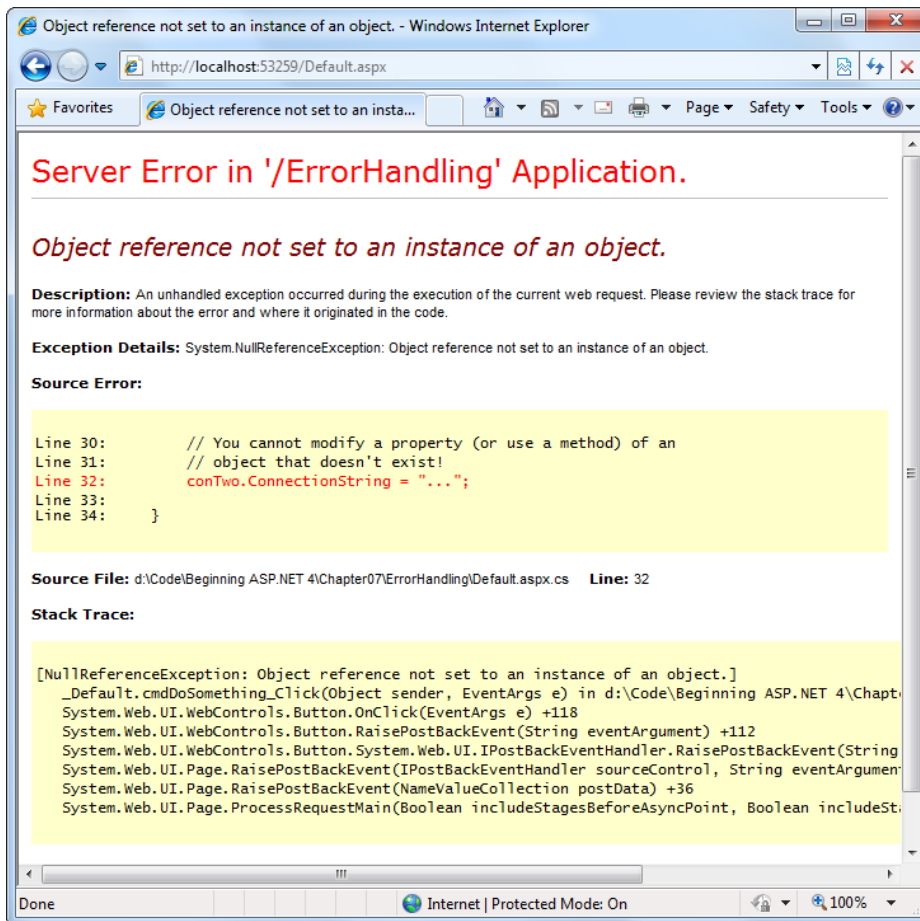 Object reference not set to an instance of an object. - Windows Internet Explorer
http://localhost:53259/Default.aspx
Favorites
Object reference not set to an insta...
Page
Safety
Tools
Server Error in '/ErrorHandling' Application.
Object reference not set to an instance of an object.
Description: An unhandled exception occurred during the execution of the current web request. Please review the stack trace for
more information about the error and where it originated in the code.
Exception Details: System.NullReferenceException: Object reference not set to an instance of an object.
Source Error:
Line 30:         // You cannot modify a property (or use a method) of an
Line 31:         // object that doesn't exist!
Line 32:         conTwo.ConnectionString = "...";
Line 33:
Line 34:     }
Source File: d:\Code\Beginning ASP.NET 4\Chapter07\ErrorHandling\Default.aspx.cs    Line: 32
Stack Trace:
[NullReferenceException: Object reference not set to an instance of an object.]
   _Default.cmdDoSomething_Click(Object sender, EventArgs e) in d:\Code\Beginning ASP.NET 4\Chapt
   System.Web.UI.WebControls.Button.OnClick(EventArgs e) +118
   System.Web.UI.WebControls.Button.RaisePostBackEvent(String eventArgument) +112
   System.Web.UI.WebControls.Button.System.Web.UI.IPostBackEventHandler.RaisePostBackEvent(String
   System.Web.UI.Page.RaisePostBackEvent(IPostBackEventHandler sourceControl, String eventArgumen
   System.Web.UI.Page.RaisePostBackEvent(NameValueCollection postData) +36
   System.Web.UI.Page.ProcessRequestMain(Boolean includeStagesBeforeAsyncPoint, Boolean includeSt
Done
Internet | Protected Mode: On
100%